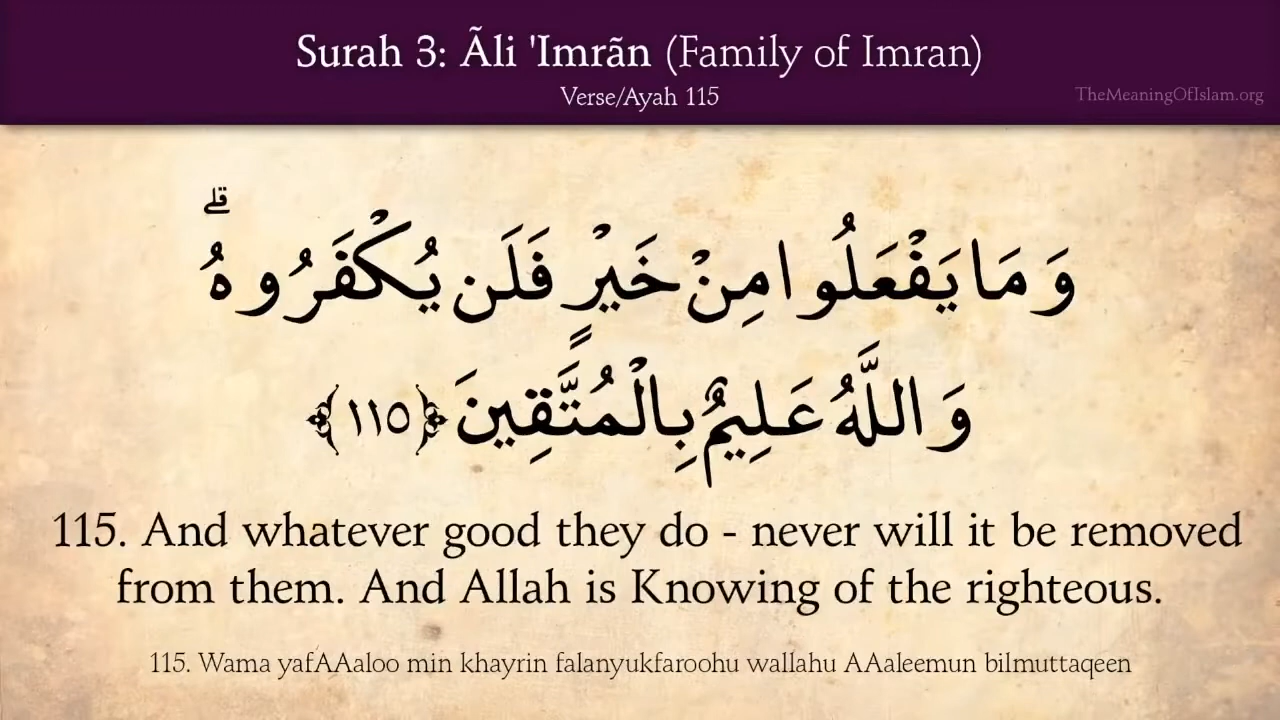 Surah 3: Ãli 'Imrãn (Family of Imran)
Verse/Ayah 115
TheMeaningOfIslam.org
وَمَا يَفْعَلُوا مِنْ خَيْرٍ فَلَن يُكْفَرُوهُ ۗ
وَاللَّهُ عَلِيمٌ بِالْمُتَّقِينَ ﴿١١٥﴾
115. And whatever good they do - never will it be removed
from them. And Allah is Knowing of the righteous.
115. Wama yafAAaloo min khayrin falanyukfaroohu wallahu AAaleemun bilmuttaqeen